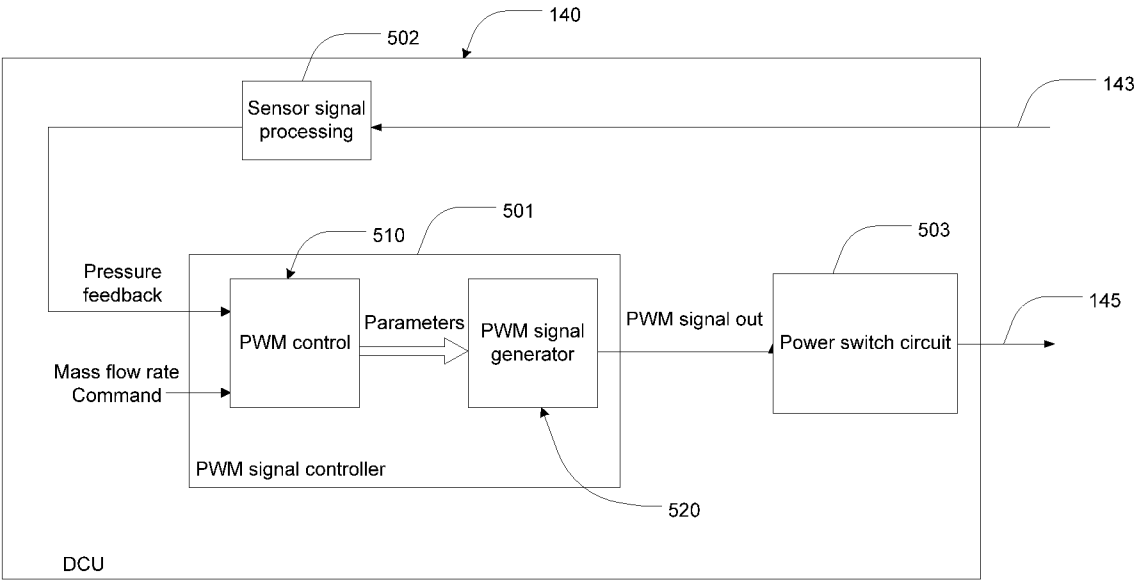 140
502
143
Sensor signal
processing
501
510
503
Pressure
feedback
145
Parameters
PWM signal out
PWM control
PWM signal
generator
Power switch circuit
Mass flow rate
Command
PWM signal controller
520
DCU